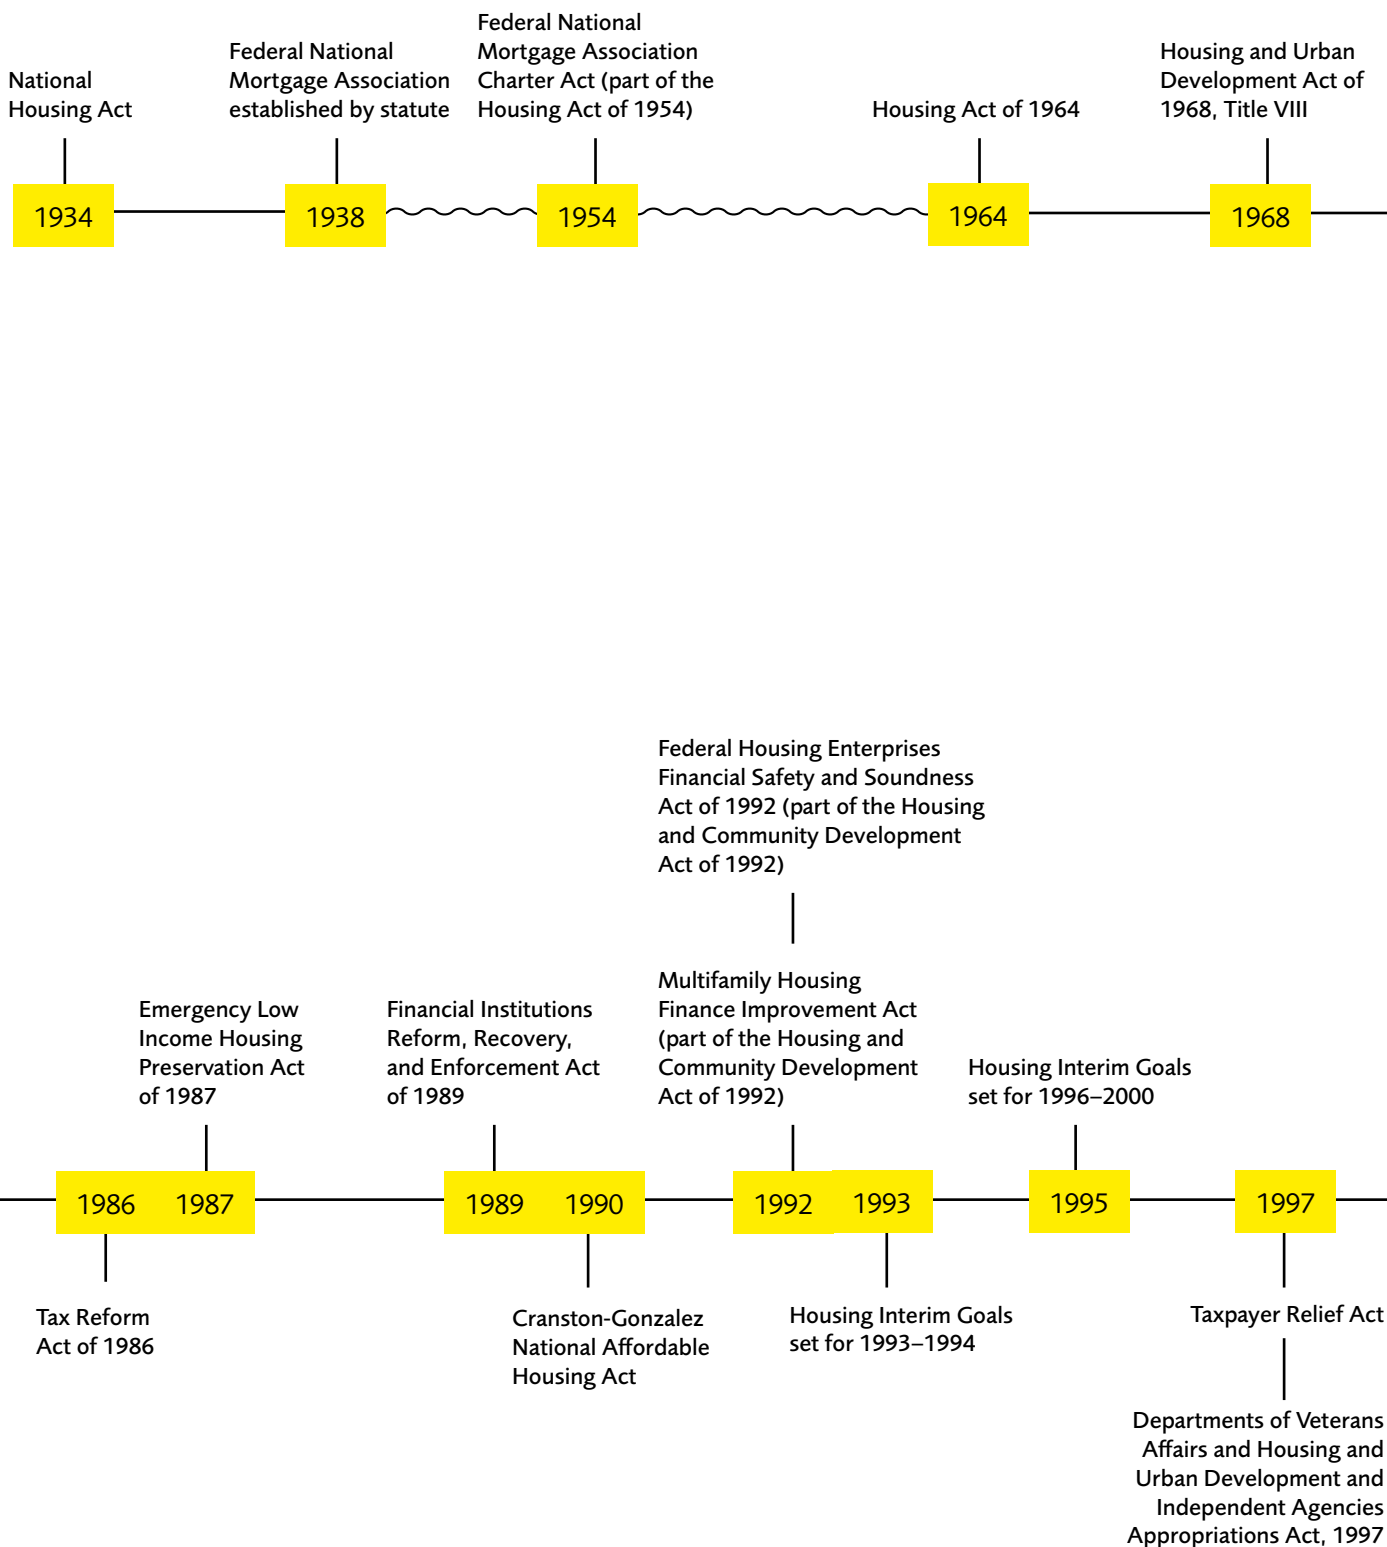 National
Housing Act
Federal National
Mortgage Association
established by statute
Federal National
Mortgage Association
Charter Act (part of the
Housing Act of 1954)
Housing Act of 1964
Housing and Urban
Development Act of
1968, Title VIII
1934
1938
1954
1964
1968
Federal Housing Enterprises
Financial Safety and Soundness
Act of 1992 (part of the Housing
and Community Development
Act of 1992)
Emergency Low
Income Housing
Preservation Act
of 1987
Financial Institutions
Reform, Recovery,
and Enforcement Act
of 1989
Multifamily Housing
Finance Improvement Act
(part of the Housing and
Community Development
Act of 1992)
Housing Interim Goals
set for 1996–2000
1986
1987
1989
1990
1992
1993
1995
1997
Tax Reform
Act of 1986
Cranston-Gonzalez
National Affordable
Housing Act
Housing Interim Goals
set for 1993–1994
Taxpayer Relief Act
Departments of Veterans
Affairs and Housing and
Urban Development and
Independent Agencies
Appropriations Act, 1997